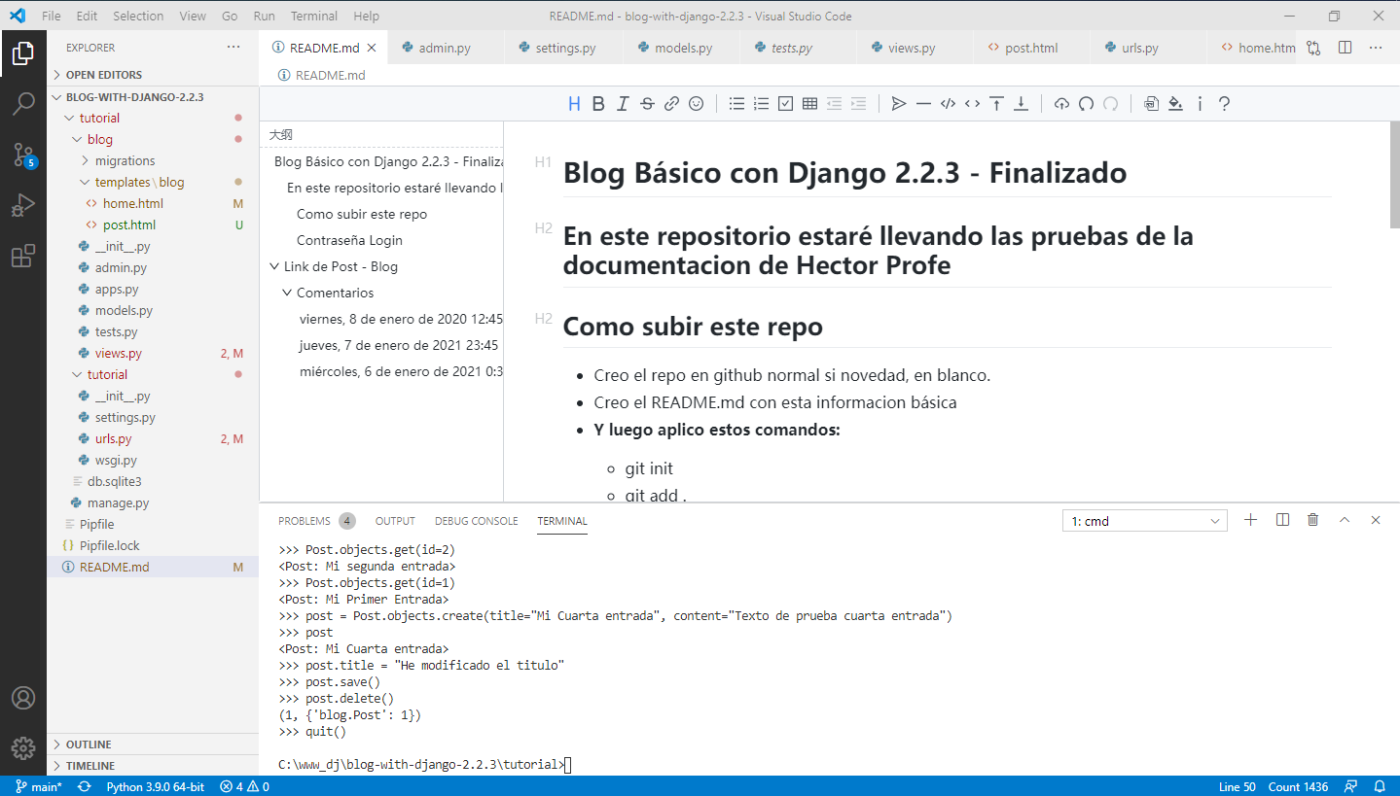 File Edit Selection View Go Run Terminal Help
README.md - blog-with-django-2.2.3 - Visual Studio Code
EXPLORER
OPEN EDITORS
BLOG-WITH-DJANGO-2.2.3
tutorial
blog
migrations
templates\blog
home.html M
post.html U
__init__.py
admin.py
apps.py
models.py
tests.py
views.py 2, M
tutorial
__init__.py
settings.py
urls.py 2, M
wsgi.py
db.sqlite3
manage.py
Pipfile
Pipfile.lock
README.md M
OUTLINE
TIMELINE
5
README.md admin.py settings.py models.py tests.py views.py post.html urls.py home.htm
README.md
大纲
Blog Básico con Django 2.2.3 - Finaliza
En este repositorio estaré llevando l
Como subir este repo
Contraseña Login
Link de Post - Blog
Comentarios
viernes, 8 de enero de 2020 12:45
jueves, 7 de enero de 2021 23:45
miércoles, 6 de enero de 2021 0:3
H1 Blog Básico con Django 2.2.3 - Finalizado
H2 En este repositorio estaré llevando las pruebas de la
documentacion de Hector Profe
H2 Como subir este repo
Creo el repo en github normal si novedad, en blanco.
Creo el README.md con esta informacion básica
Y luego aplico estos comandos:
git init
git add .
PROBLEMS 4 OUTPUT DEBUG CONSOLE TERMINAL 1: cmd
>>> Post.objects.get(id=2)
<Post: Mi segunda entrada>
>>> Post.objects.get(id=1)
<Post: Mi Primer Entrada>
>>> post = Post.objects.create(title="Mi Cuarta entrada", content="Texto de prueba cuarta entrada")
>>> post
<Post: Mi Cuarta entrada>
>>> post.title = "He modificado el titulo"
>>> post.save()
>>> post.delete()
(1, {'blog.Post': 1})
>>> quit()
C:\www_dj\blog-with-django-2.2.3\tutorial>
main* Python 3.9.0 64-bit 4 0 Line 50 Count 1436